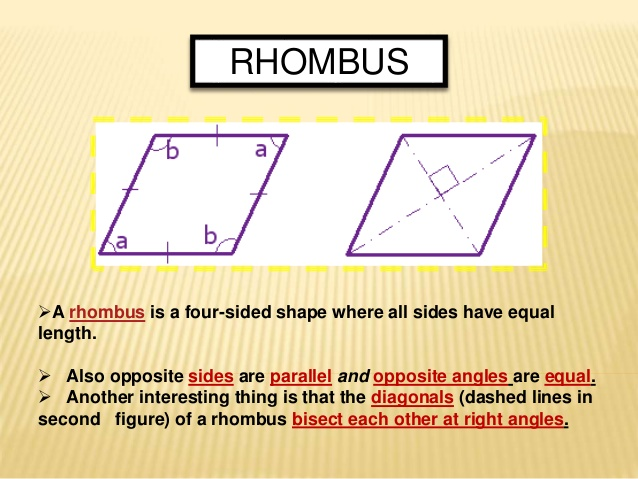 RHOMBUS
b a
a b
➢A rhombus is a four-sided shape where all sides have equal
length.
➢ Also opposite sides are parallel and opposite angles are equal.
➢ Another interesting thing is that the diagonals (dashed lines in
second figure) of a rhombus bisect each other at right angles.